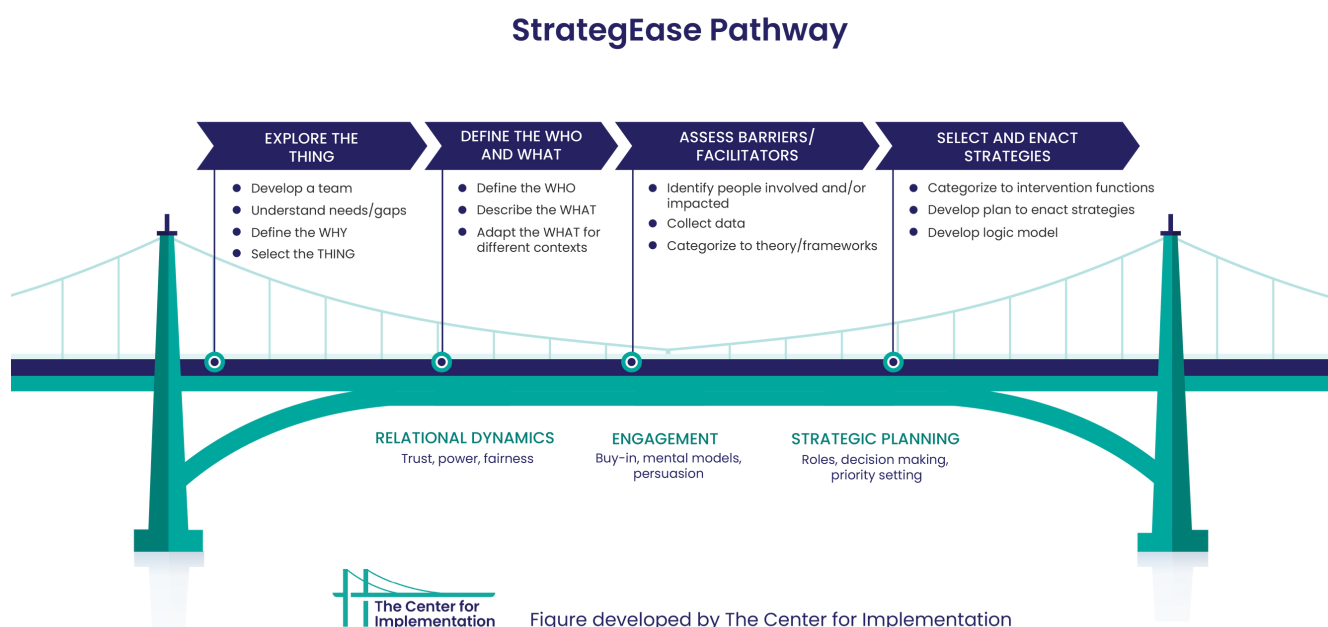 StrategEase Pathway
EXPLORE THE
THING
Develop a team
Understand needs/gaps
Define the WHY
Select the THING
DEFINE THE WHO
AND WHAT
Define the WHO
Describe the WHAT
Adapt the WHAT for
different contexts
ASSESS BARRIERS/
FACILITATORS
Identify people involved and/or
impacted
Collect data
Categorize to theory/frameworks
SELECT AND ENACT
STRATEGIES
Categorize to intervention functions
Develop plan to enact strategies
Develop logic model
RELATIONAL DYNAMICS
Trust, power, fairness
ENGAGEMENT
Buy-in, mental models,
persuasion
STRATEGIC PLANNING
Roles, decision making,
priority setting
The Center for
Implementation
Figure developed by The Center for Implementation